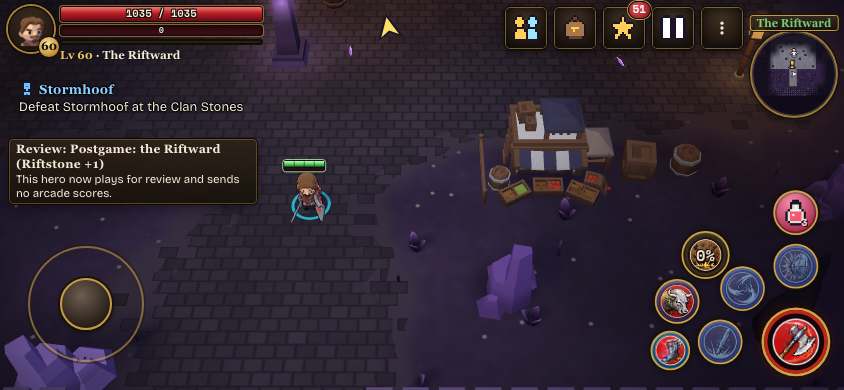 1035 / 1035
0
60
Lv 60 · The Riftward
51
The Riftward
Stormhoof
Defeat Stormhoof at the Clan Stones
Review: Postgame: the Riftward
(Riftstone +1)
This hero now plays for review and sends
no arcade scores.
3
0%